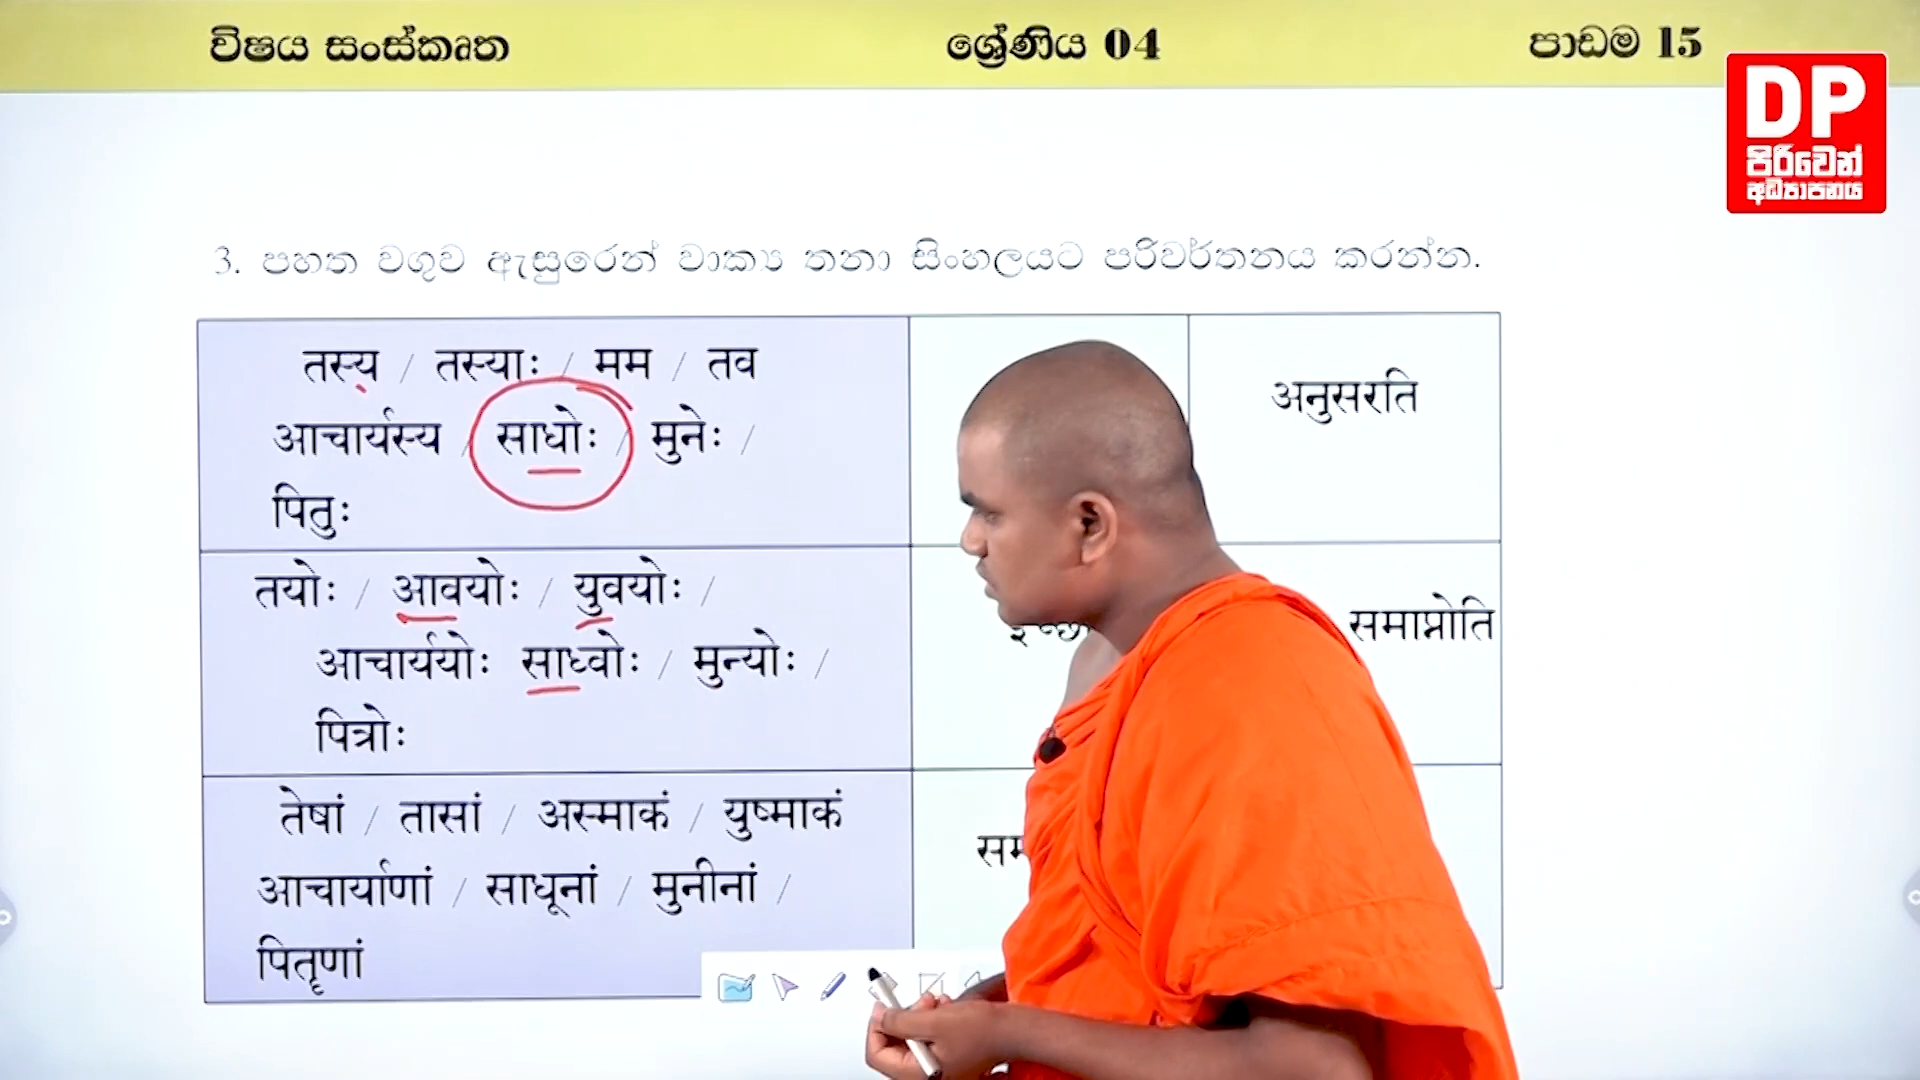 විෂය සංස්කෘත ශ්‍රේණිය 04 පාඩම 15
DP
පිරිවෙන්
අධ්‍යාපනය
3. පහත වගුව ඇසුරෙන් වාක්‍ය තනා සිංහලයට පරිවර්තනය කරන්න.
तस्य / तस्याः / मम / तव
आचार्यस्य / साधोः / मुनेः /
पितुः
अनुसरति
तयोः / आवयोः / युवयोः /
आचार्ययोः साध्वोः / मुन्योः /
पित्रोः
समाप्नोति
तेषां / तासां / अस्माकं / युष्माकं
आचार्याणां / साधूनां / मुनीनां /
पितॄणां